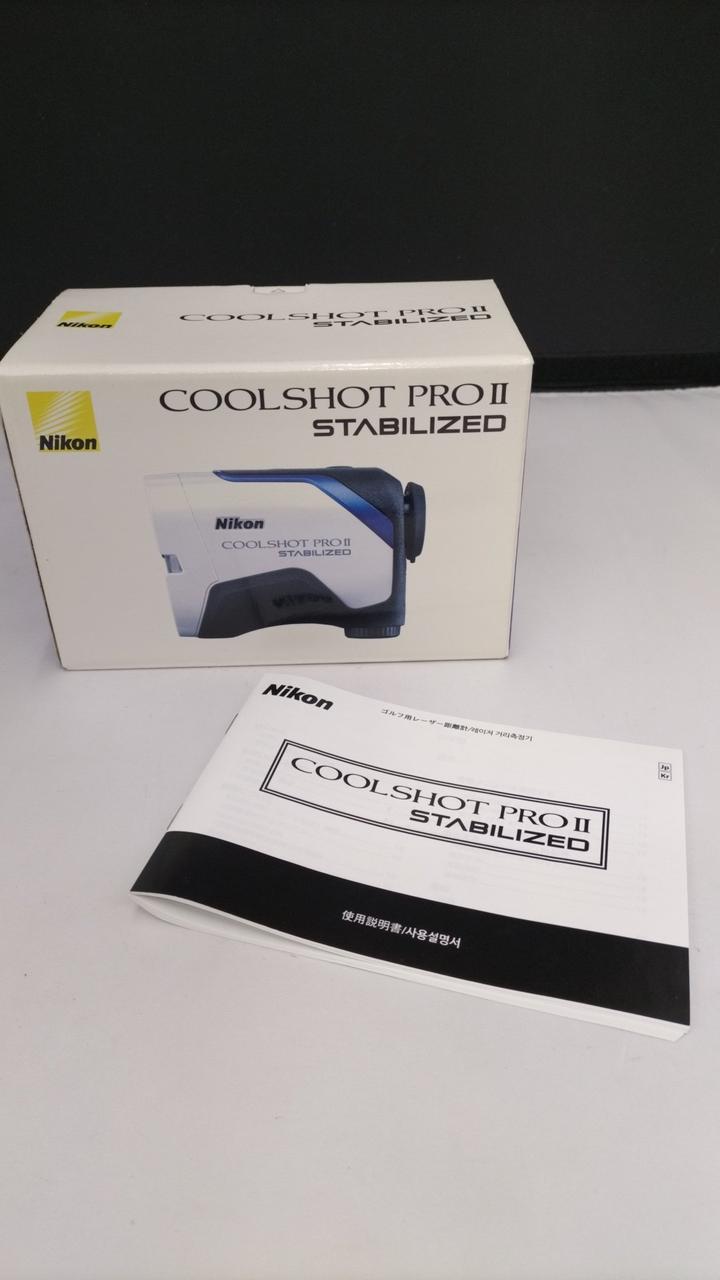 Nikon
COOLSHOT PRO II
STABILIZED
Nikon
COOLSHOT PRO II
STABILIZED
Nikon
COOLSHOT PRO II
STABILIZED
Nikon
Nikon
ゴルフ用レーザー距離計/레이저 거리측정기
Jp
Kr
COOLSHOT PRO II
STABILIZED
使用説明書/사용설명서